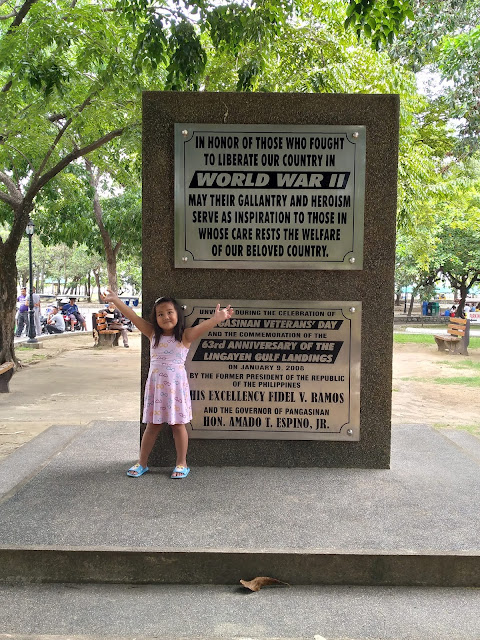 IN HONOR OF THOSE WHO FOUGHT
TO LIBERATE OUR COUNTRY IN
WORLD WAR II
MAY THEIR GALLANTRY AND HEROISM
SERVE AS INSPIRATION TO THOSE IN
WHOSE CARE RESTS THE WELFARE
OF OUR BELOVED COUNTRY.
DURING THE CELEBRATION OF
VETERANS' DAY
AND THE COMMEMORATION OF THE
63RD ANNIVERSARY OF THE
LINGAYEN GULF LANDINGS
ON JANUARY 9, 2008
BY THE FORMER PRESIDENT OF THE REPUBLIC
OF THE PHILIPPINES
HIS EXCELLENCY FIDEL V. RAMOS
AND THE GOVERNOR OF PANGASINAN
HON. AMADO T. ESPINO, JR.